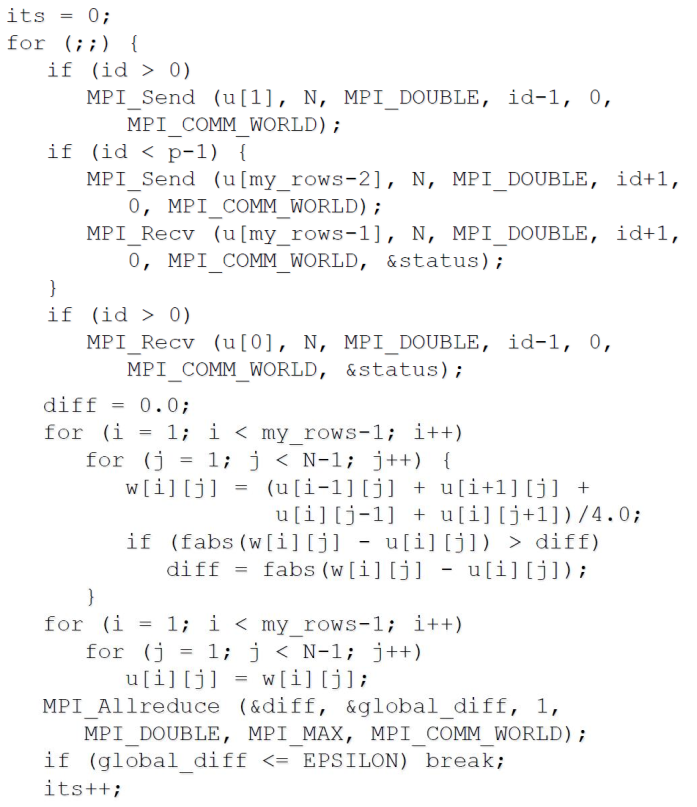 its = 0;
for (;;) {
   if (id > 0)
      MPI_Send (u[1], N, MPI_DOUBLE, id-1, 0,
         MPI_COMM_WORLD);
   if (id < p-1) {
      MPI_Send (u[my_rows-2], N, MPI_DOUBLE, id+1,
         0, MPI_COMM_WORLD);
      MPI_Recv (u[my_rows-1], N, MPI_DOUBLE, id+1,
         0, MPI_COMM_WORLD, &status);
   }
   if (id > 0)
      MPI_Recv (u[0], N, MPI_DOUBLE, id-1, 0,
         MPI_COMM_WORLD, &status);
   diff = 0.0;
   for (i = 1; i < my_rows-1; i++)
      for (j = 1; j < N-1; j++) {
         w[i][j] = (u[i-1][j] + u[i+1][j] +
                    u[i][j-1] + u[i][j+1])/4.0;
         if (fabs(w[i][j] - u[i][j]) > diff)
            diff = fabs(w[i][j] - u[i][j]);
      }
   for (i = 1; i < my_rows-1; i++)
      for (j = 1; j < N-1; j++)
         u[i][j] = w[i][j];
   MPI_Allreduce (&diff, &global_diff, 1,
      MPI_DOUBLE, MPI_MAX, MPI_COMM_WORLD);
   if (global_diff <= EPSILON) break;
   its++;